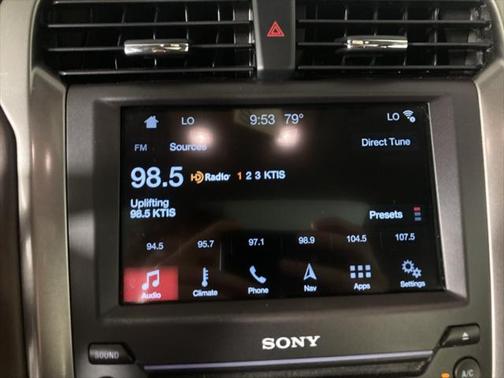 LO 9:53 79° LO
FM Sources Direct Tune
98.5 HD Radio 1 2 3 KTIS
Uplifting
98.5 KTIS
Presets
94.5 95.7 97.1 98.9 104.5 107.5
Audio Climate Phone Nav Apps Settings
SONY
SOUND
A/C